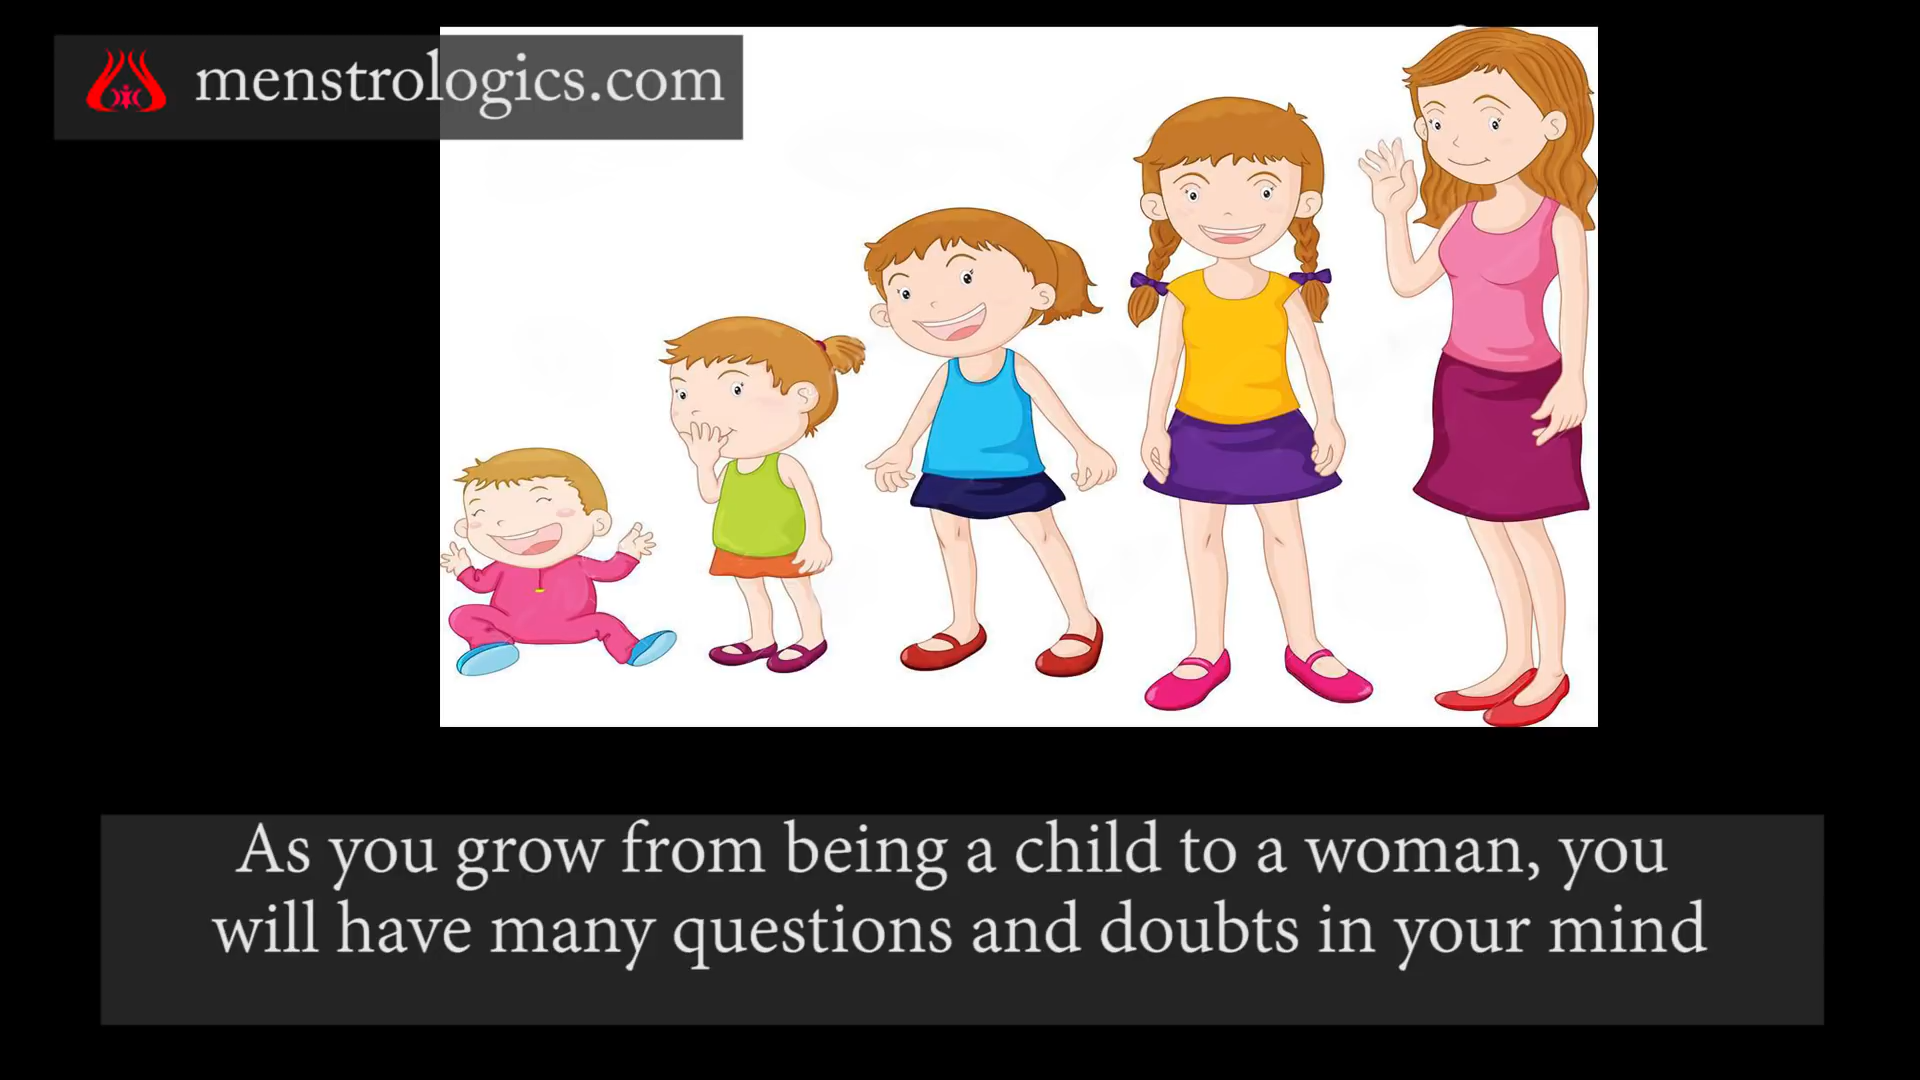 menstrologics.com
As you grow from being a child to a woman, you
will have many questions and doubts in your mind